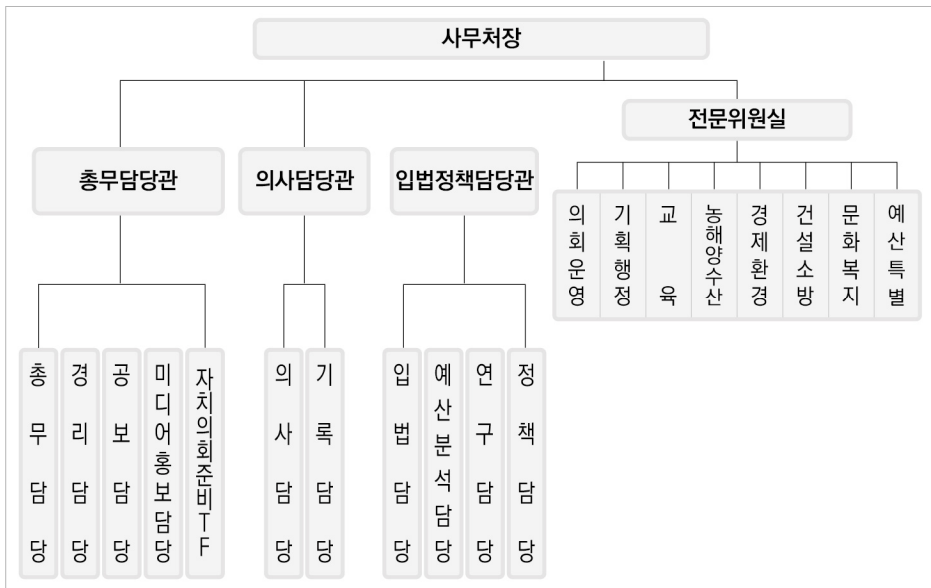 사무처장
전문위원실
총무담당관
의사담당관
입법정책담당관
의회운영
기획행정
교육
농해양수산
경제환경
건설소방
문화복지
예산특별
총무담당
경리담당
공보담당
미디어홍보담당
자치의회준비TF
의사담당
기록담당
입법담당
예산분석담당
연구담당
정책담당